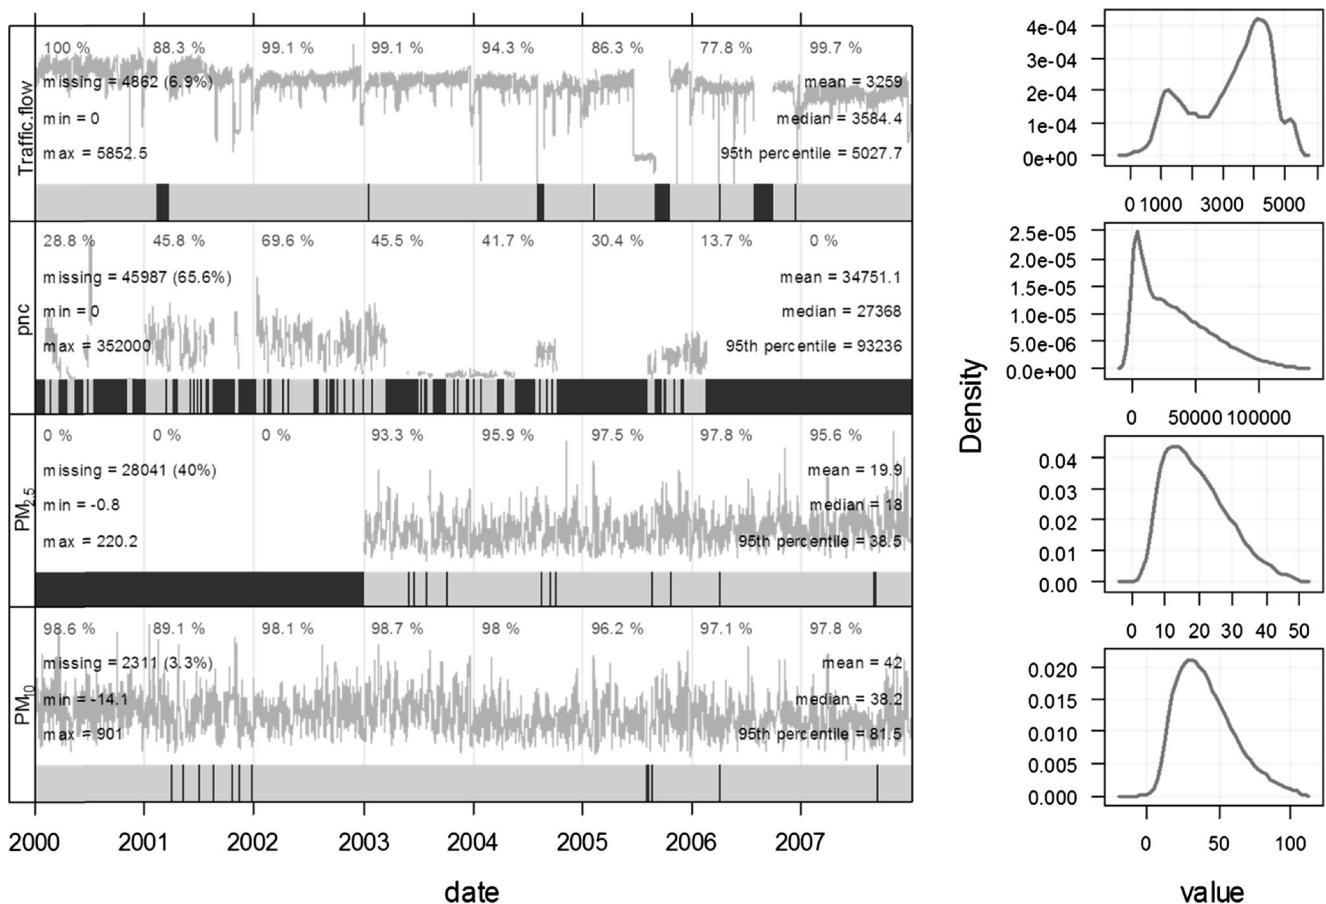 Traffic.flow
100 % 88.3 % 99.1 % 99.1 % 94.3 % 86.3 % 77.8 % 99.7 %
missing = 4862 (6.9%) mean = 3259
min = 0 median = 3584.4
max = 5852.5 95th percentile = 5027.7
pnc
28.8 % 45.8 % 69.6 % 45.5 % 41.7 % 30.4 % 13.7 % 0 %
missing = 45987 (65.6%) mean = 34751.1
min = 0 median = 27368
max = 352000 95th percentile = 93236
PM2.5
0 % 0 % 0 % 93.3 % 95.9 % 97.5 % 97.8 % 95.6 %
missing = 28041 (40%) mean = 19.9
min = -0.8 median = 18
max = 220.2 95th percentile = 38.5
PM10
98.6 % 89.1 % 98.1 % 98.7 % 98 % 96.2 % 97.1 % 97.8 %
missing = 2311 (3.3%) mean = 42
min = -14.1 median = 38.2
max = 901 95th percentile = 81.5
2000 2001 2002 2003 2004 2005 2006 2007
date
Density
4e-04
3e-04
2e-04
1e-04
0e+00
0 1000 3000 5000
2.5e-05
2.0e-05
1.5e-05
1.0e-05
5.0e-06
0.0e+00
0 50000 100000
0.04
0.03
0.02
0.01
0.00
0 10 20 30 40 50
0.020
0.015
0.010
0.005
0.000
0 50 100
value